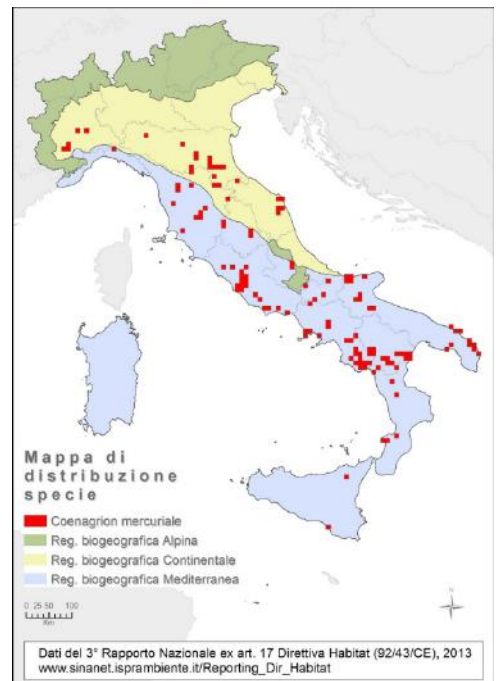 Mappa di
distribuzione
specie
Coenagrion mercuriale
Reg. biogeografica Alpina
Reg. biogeografica Continentale
Reg. biogeografica Mediterranea
0 25 50 100
Km
N
Dati del 3° Rapporto Nazionale ex art. 17 Direttiva Habitat (92/43/CE), 2013
www.sinanet.isprambiente.it/Reporting_Dir_Habitat